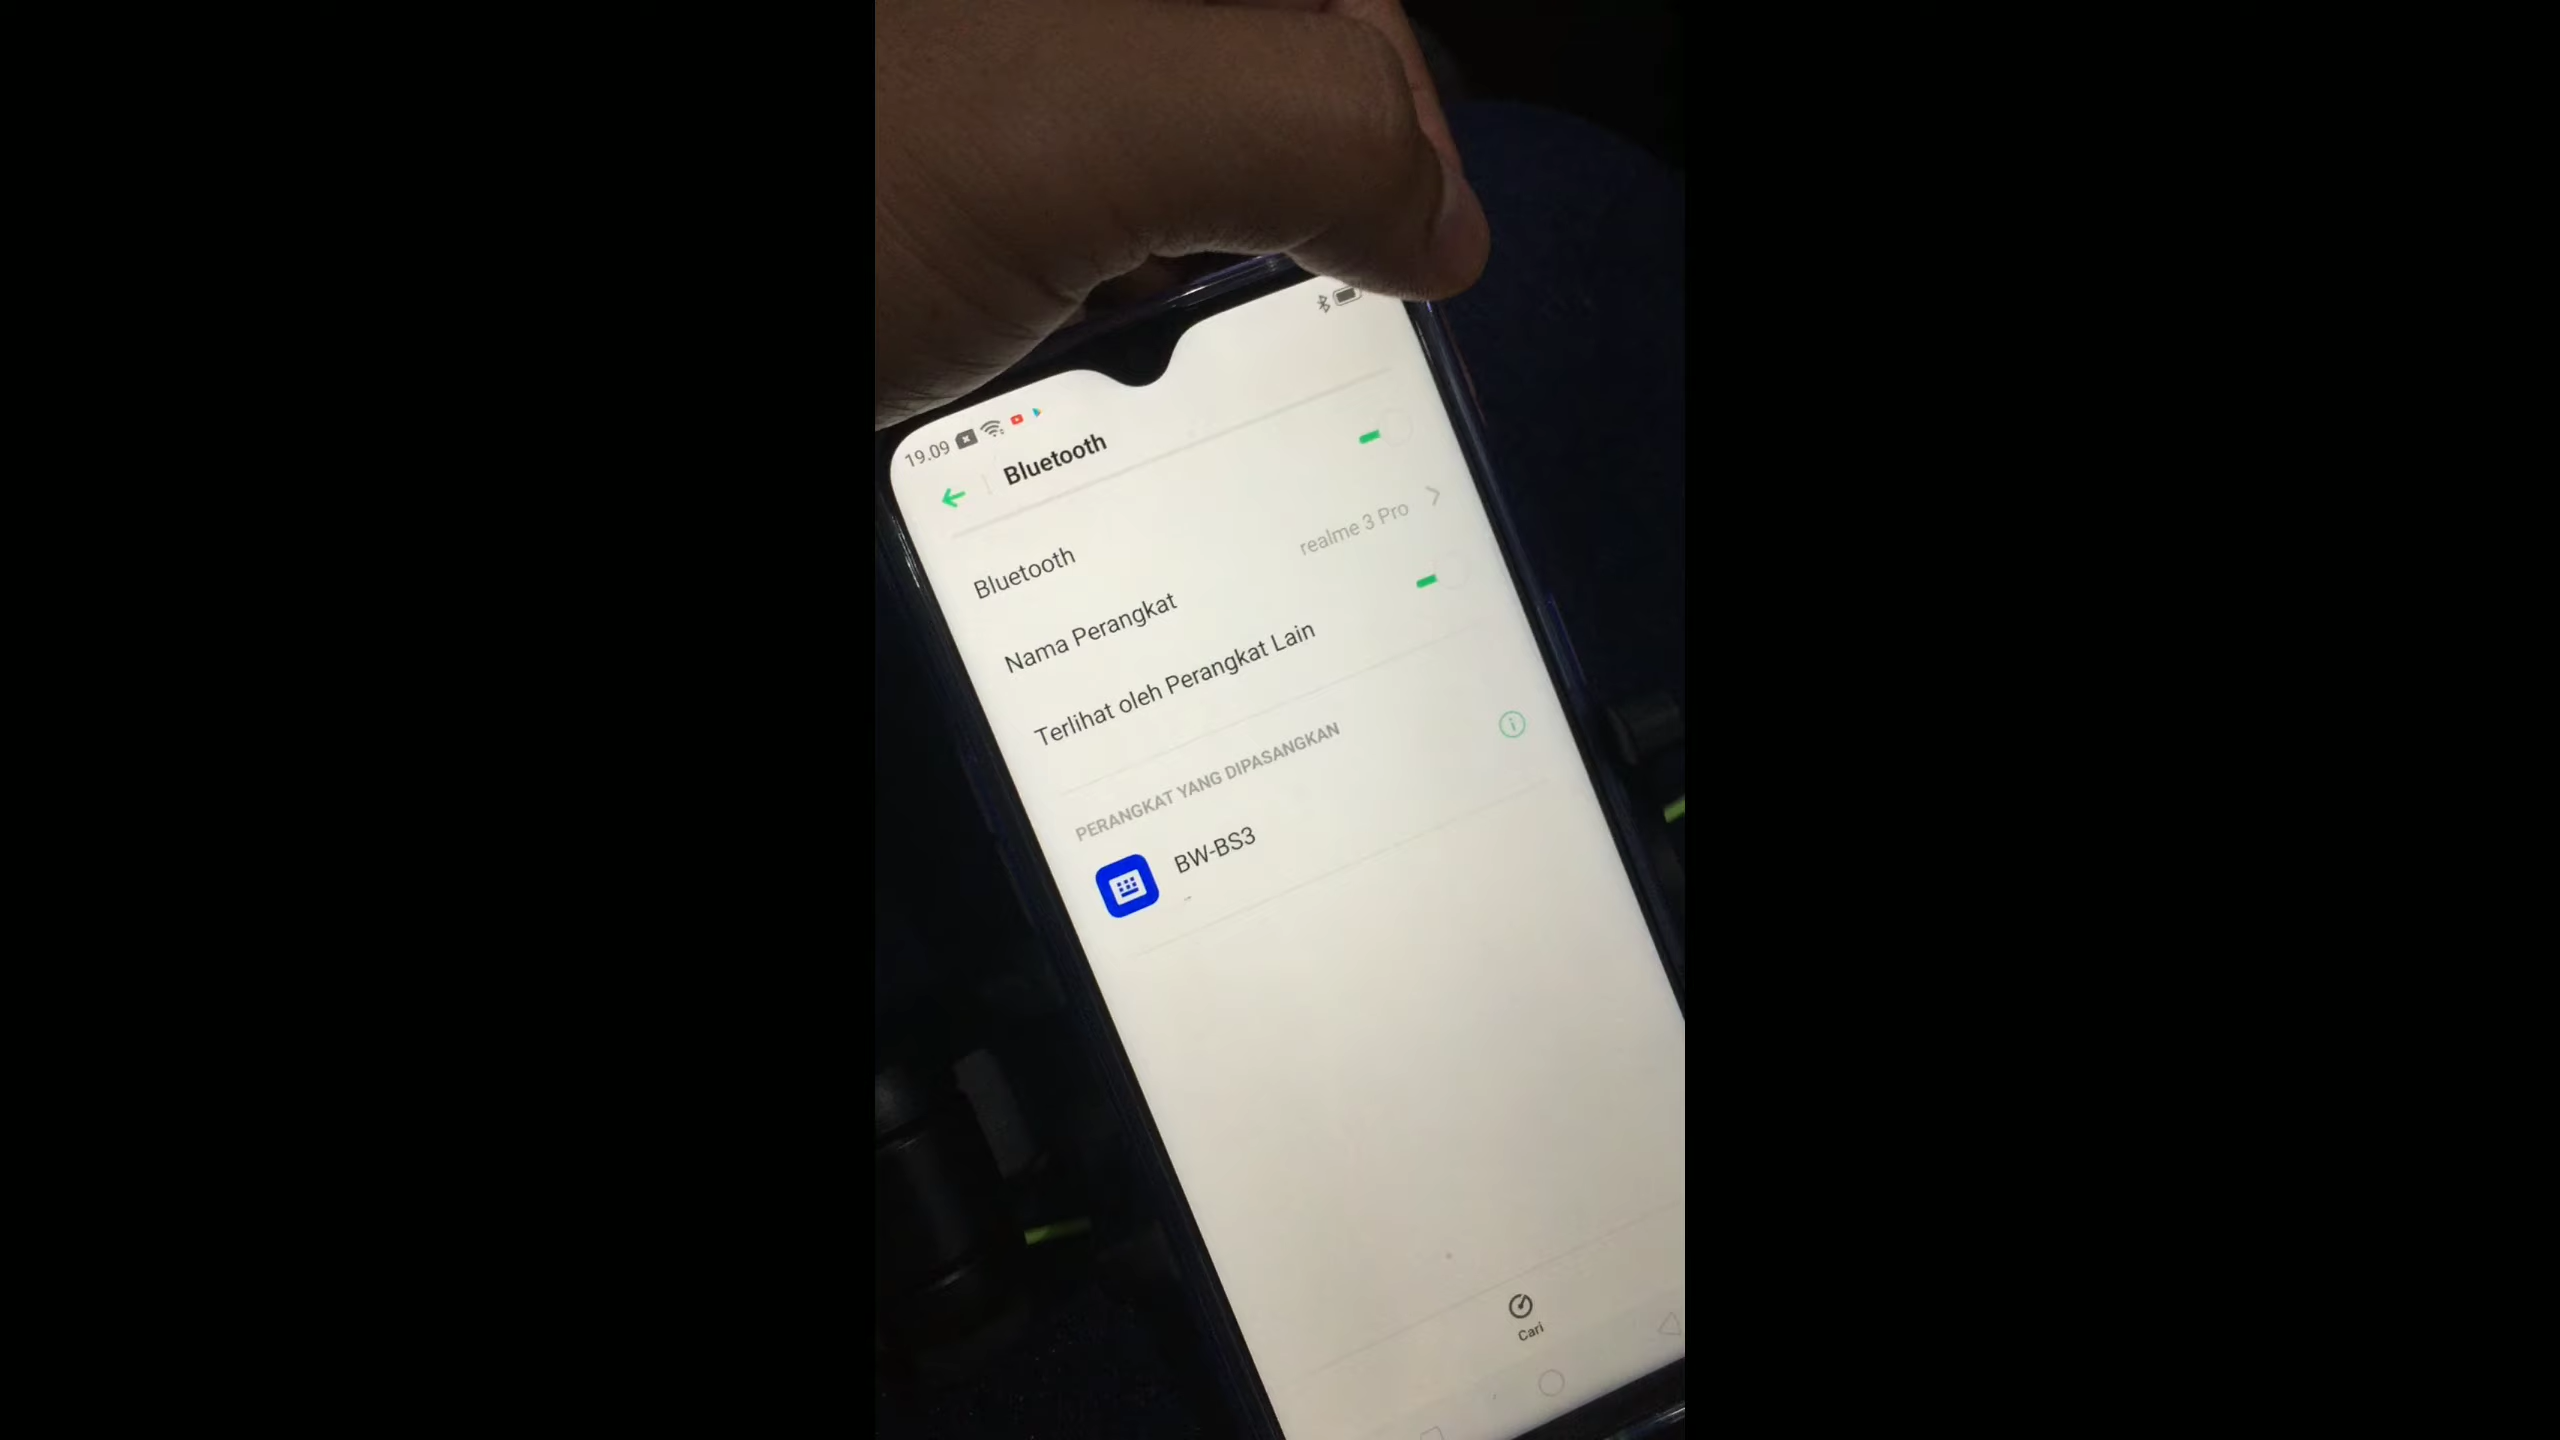 19.09
Bluetooth
Bluetooth
Nama Perangkat
realme 3 Pro
Terlihat oleh Perangkat Lain
PERANGKAT YANG DIPASANGKAN
BW-BS3
Cari